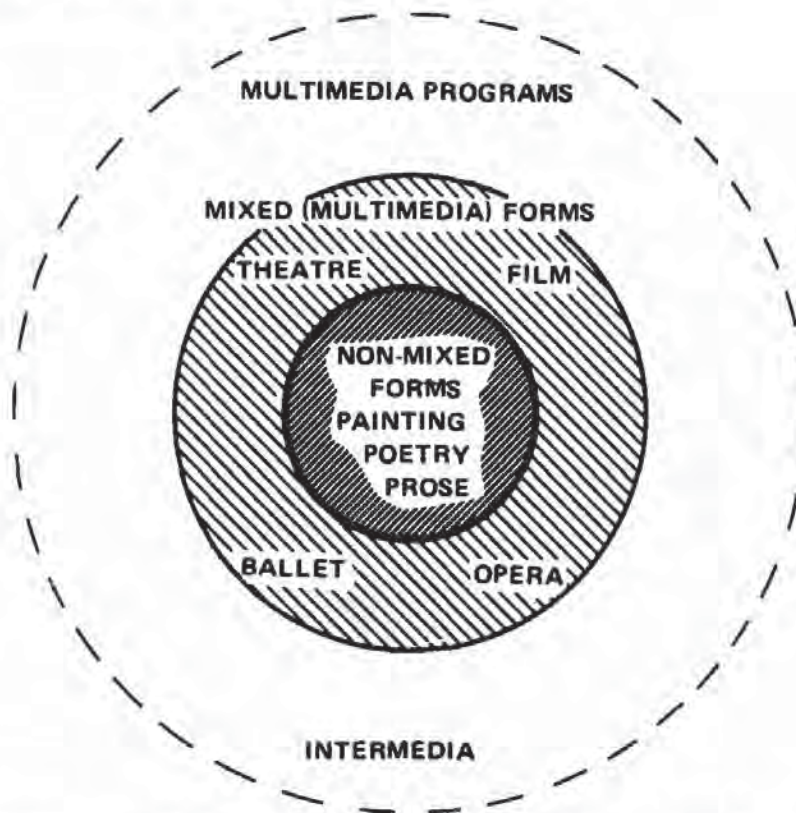 MULTIMEDIA PROGRAMS
MIXED (MULTIMEDIA) FORMS
THEATRE
FILM
NON-MIXED
FORMS
PAINTING
POETRY
PROSE
BALLET
OPERA
INTERMEDIA